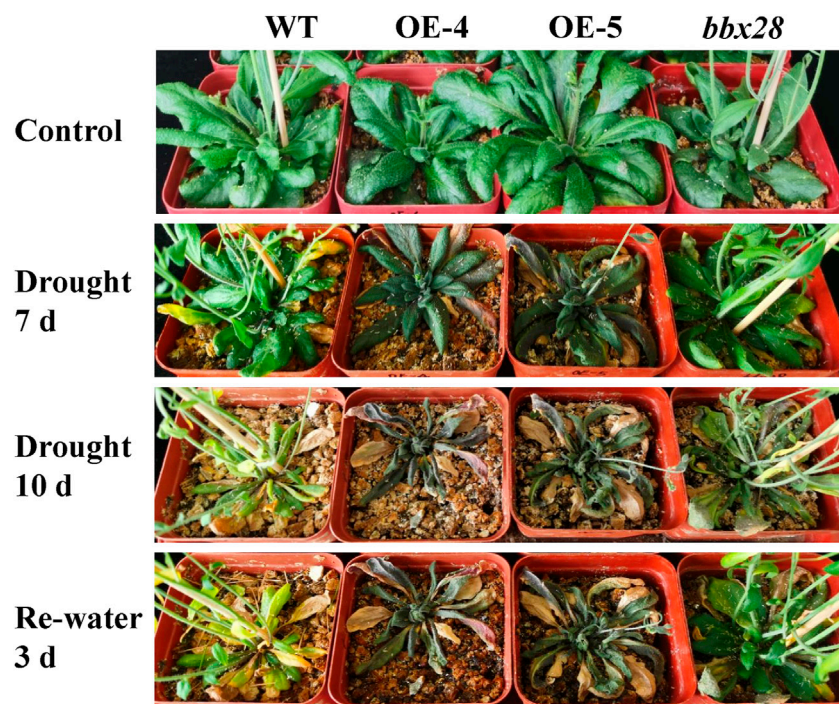 WT OE-4 OE-5 bbx28
Control
Drought
7 d
Drought
10 d
Re-water
3 d